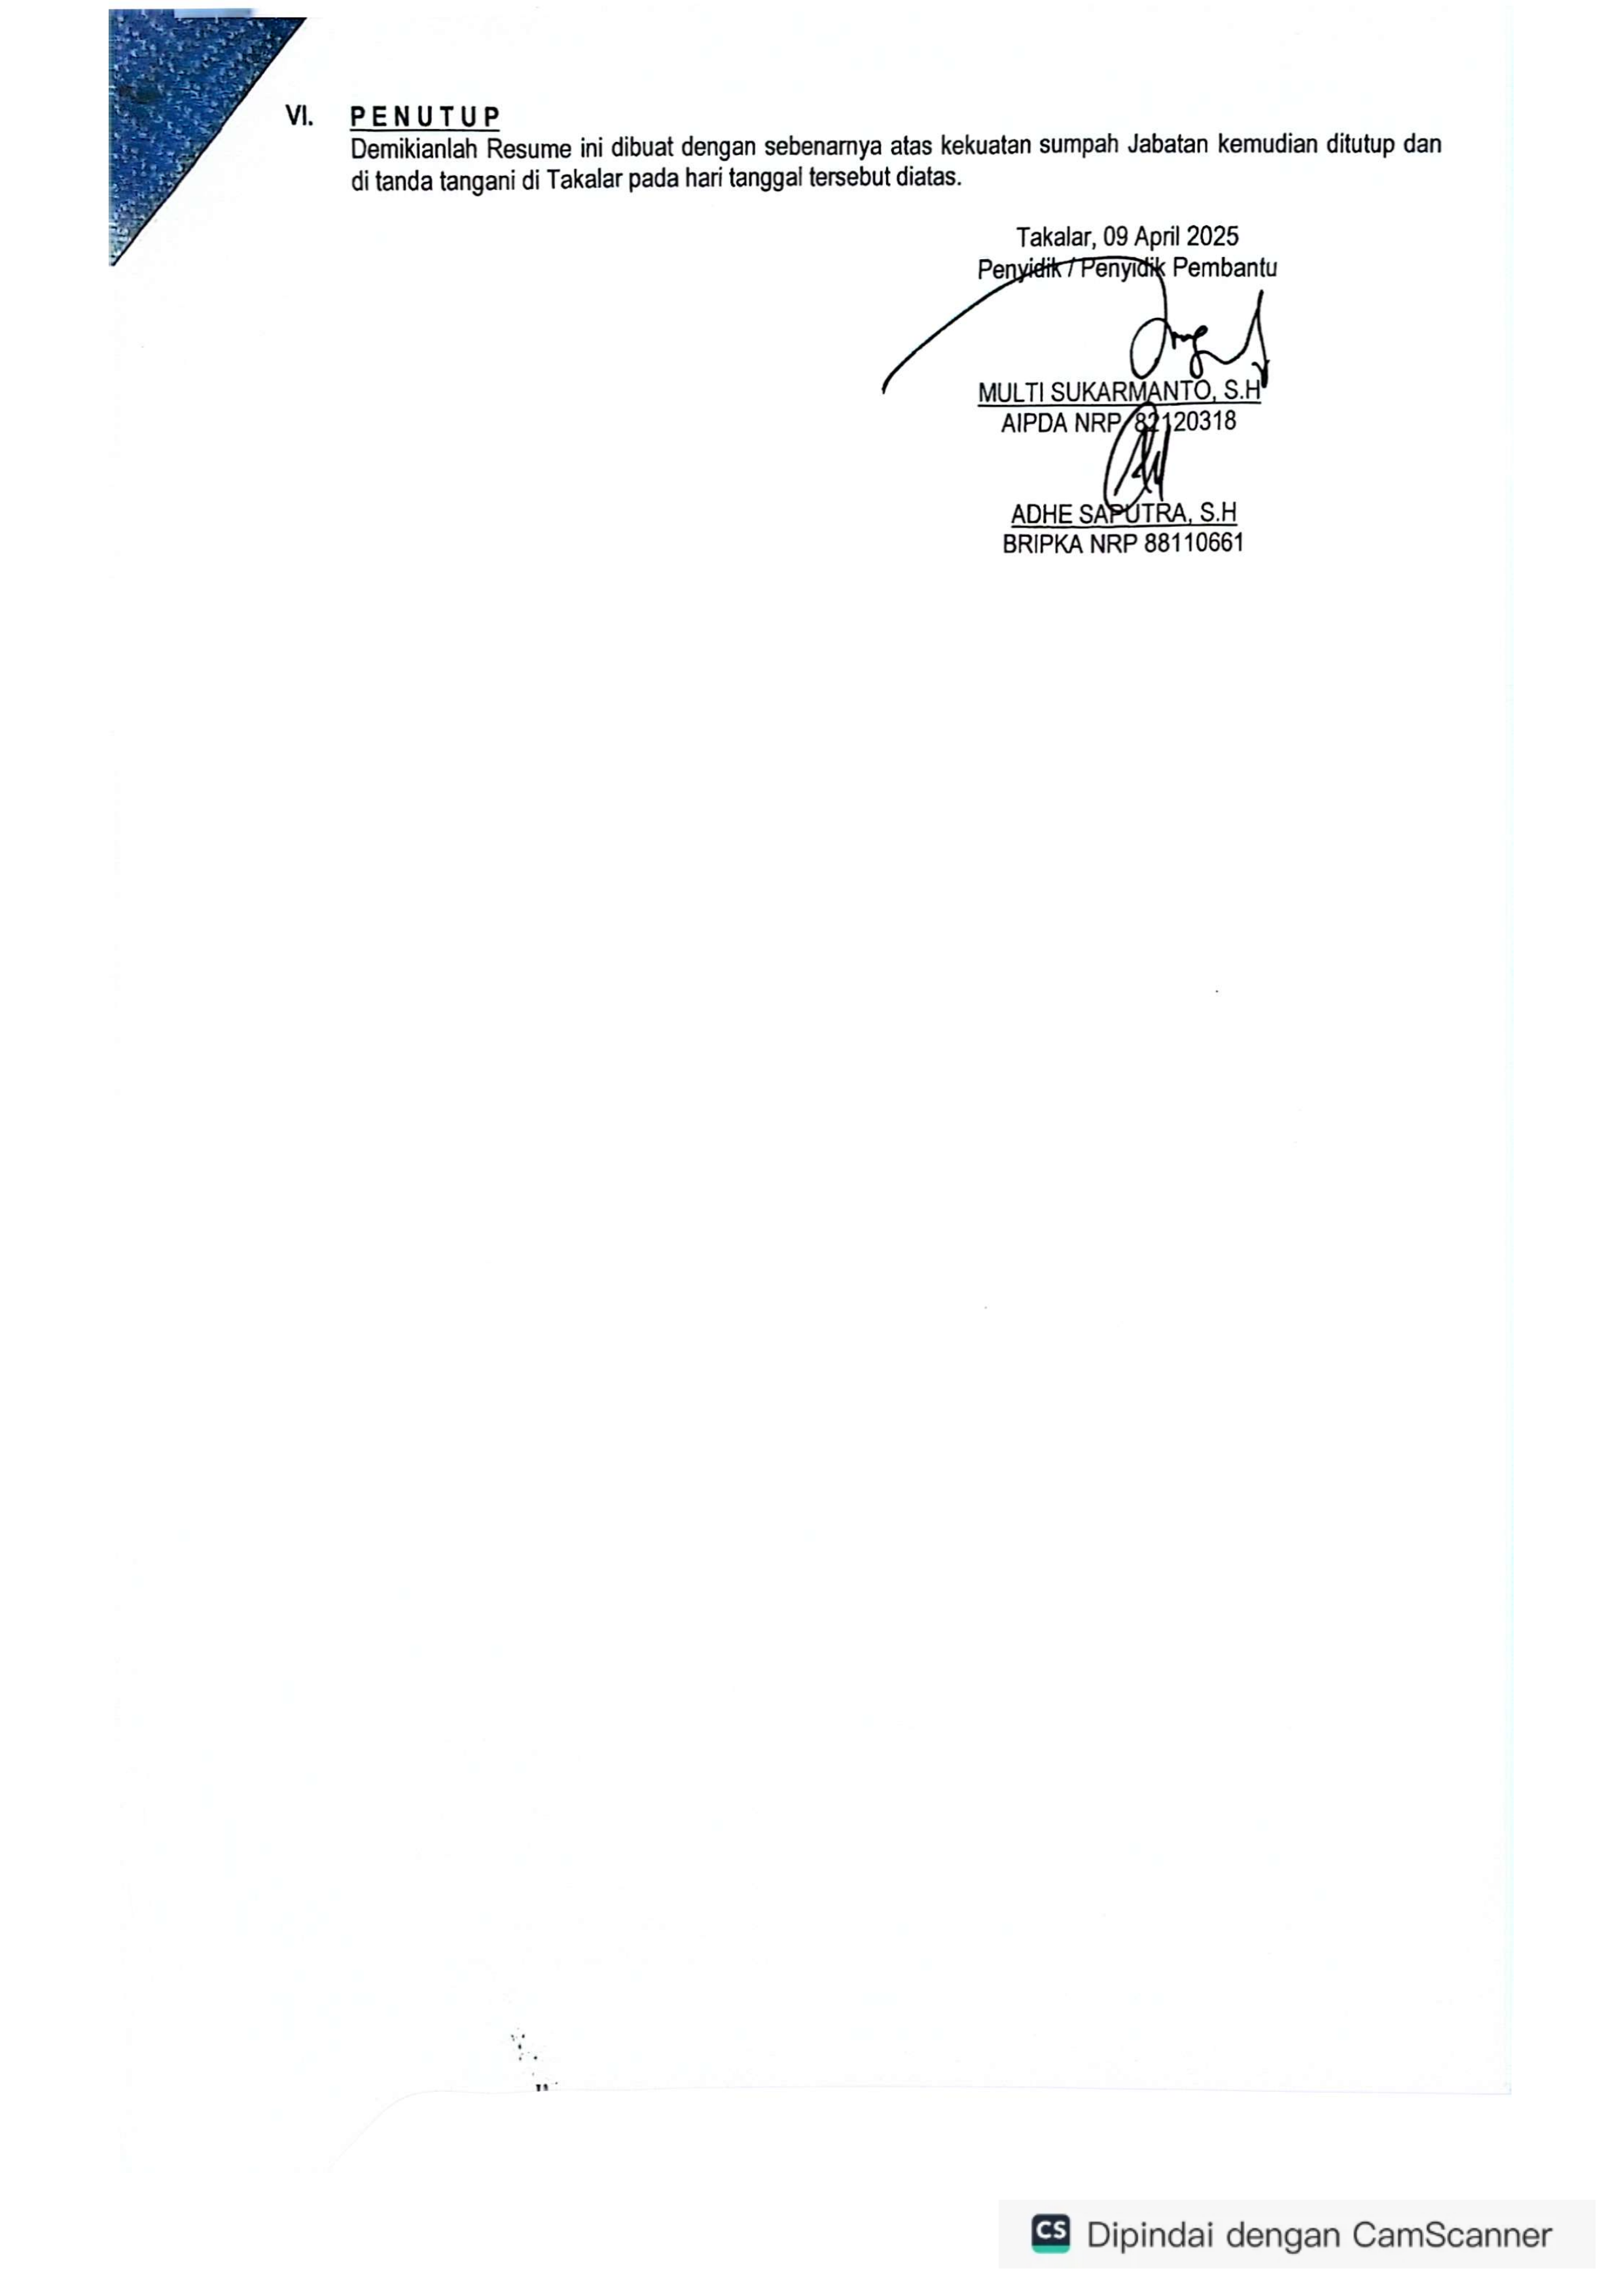 VI. PENUTUP
Demikianlah Resume ini dibuat dengan sebenarnya atas kekuatan sumpah Jabatan kemudian ditutup dan
di tanda tangani di Takalar pada hari tanggal tersebut diatas.
Takalar, 09 April 2025
Penyidik / Penyidik Pembantu
MULTI SUKARMANTO, S.H
AIPDA NRP 82120318
ADHE SAPUTRA, S.H
BRIPKA NRP 88110661
CS Dipindai dengan CamScanner